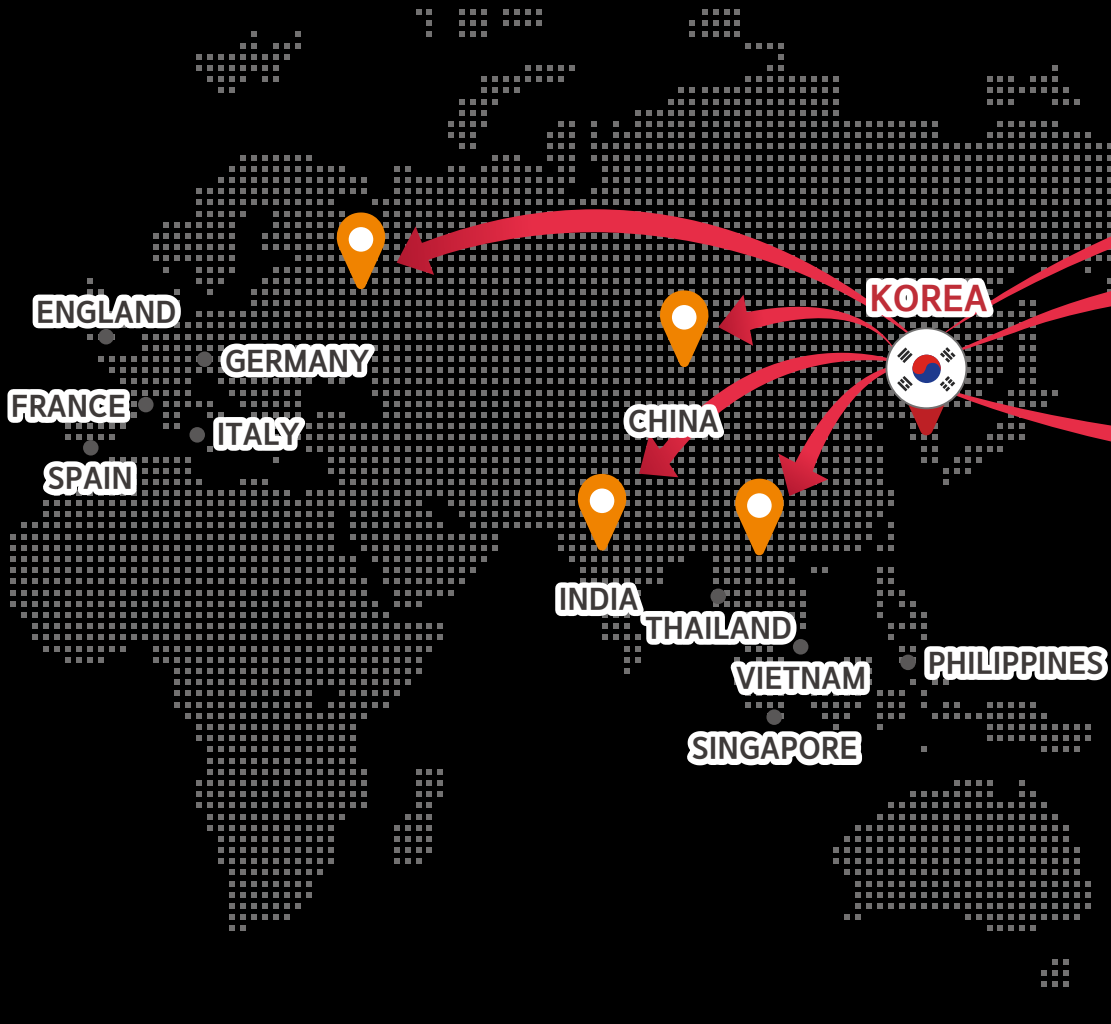 KOREA
ENGLAND
GERMANY
FRANCE
CHINA
ITALY
SPAIN
INDIA
THAILAND
PHILIPPINES
VIETNAM
SINGAPORE